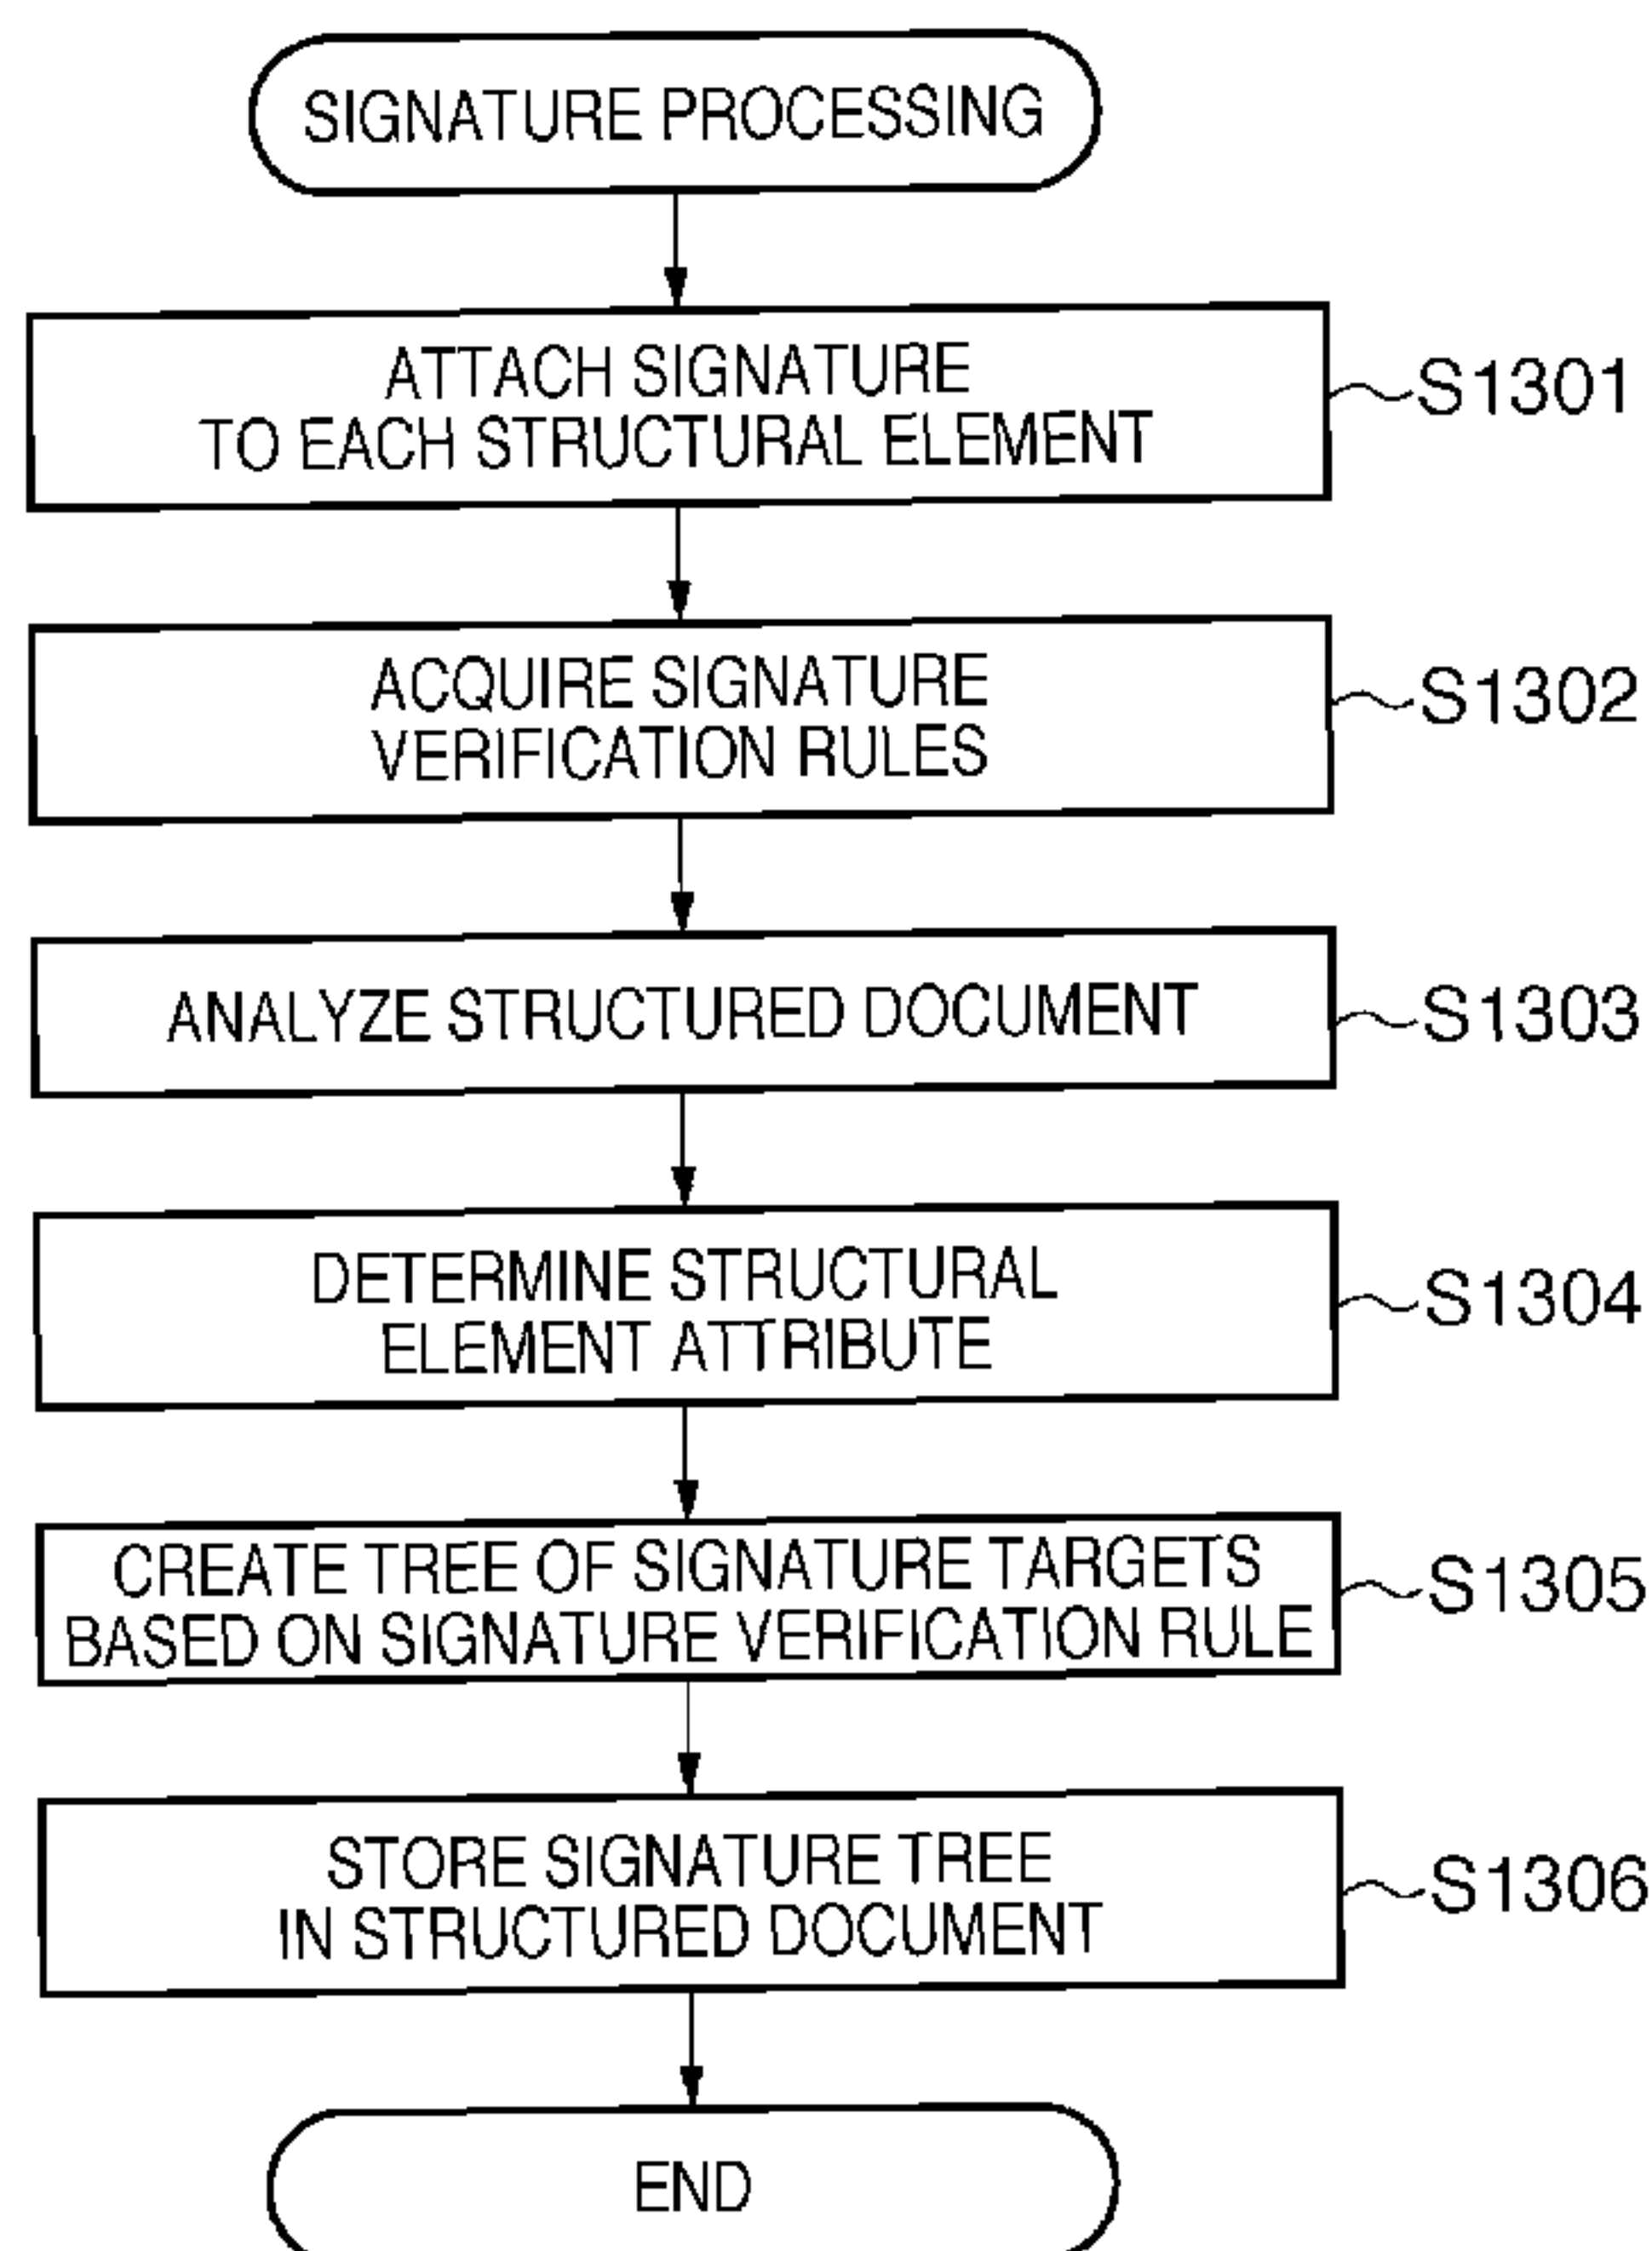 SIGNATURE PROCESSING
ATTACH SIGNATURE
TO EACH STRUCTURAL ELEMENT
S1301
ACQUIRE SIGNATURE
VERIFICATION RULES
S1302
ANALYZE STRUCTURED DOCUMENT
S1303
DETERMINE STRUCTURAL
ELEMENT ATTRIBUTE
S1304
CREATE TREE OF SIGNATURE TARGETS
BASED ON SIGNATURE VERIFICATION RULE
S1305
STORE SIGNATURE TREE
IN STRUCTURED DOCUMENT
S1306
END